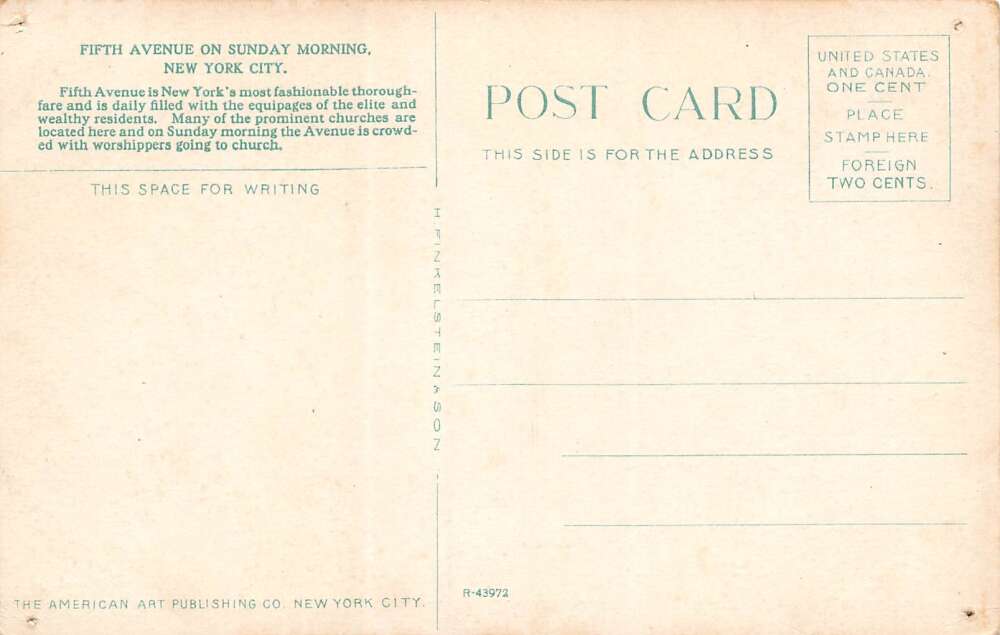 FIFTH AVENUE ON SUNDAY MORNING,
NEW YORK CITY.
Fifth Avenue is New York's most fashionable thorough-
fare and is daily filled with the equipages of the elite and
wealthy residents. Many of the prominent churches are
located here and on Sunday morning the Avenue is crowd-
ed with worshippers going to church.
THIS SPACE FOR WRITING
H. FINKELSTEIN & SON
POST CARD
THIS SIDE IS FOR THE ADDRESS
UNITED STATES
AND CANADA.
ONE CENT
PLACE
STAMP HERE
FOREIGN
TWO CENTS.
THE AMERICAN ART PUBLISHING CO. NEW YORK CITY.
R-43972